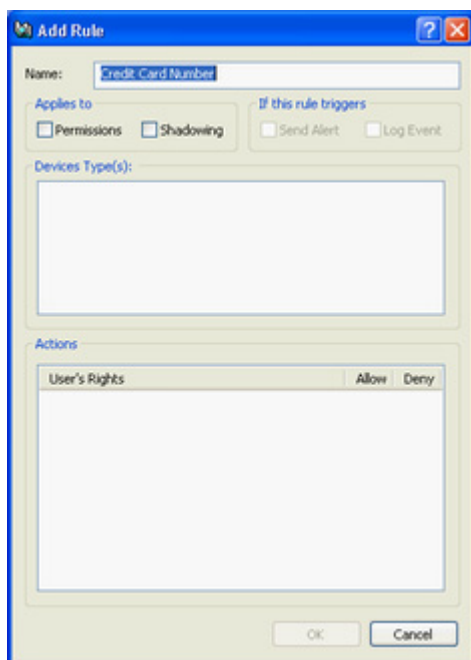 Add Rule
Name: Credit Card Number
Applies to If this rule triggers
Permissions Shadowing Send Alert Log Event
Devices Type(s):
Actions
User's Rights Allow Deny
OK Cancel